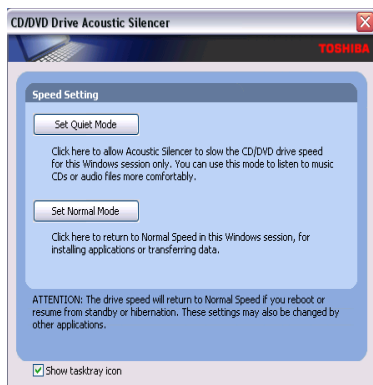 CD/DVD Drive Acoustic Silencer
TOSHIBA
Speed Setting
Set Quiet Mode
Click here to allow Acoustic Silencer to slow the CD/DVD drive speed
for this Windows session only. You can use this mode to listen to music
CDs or audio files more comfortably.
Set Normal Mode
Click here to return to Normal Speed in this Windows session, for
installing applications or transferring data.
ATTENTION: The drive speed will return to Normal Speed if you reboot or
resume from standby or hibernation. These settings may also be changed by
other applications.
Show tasktray icon